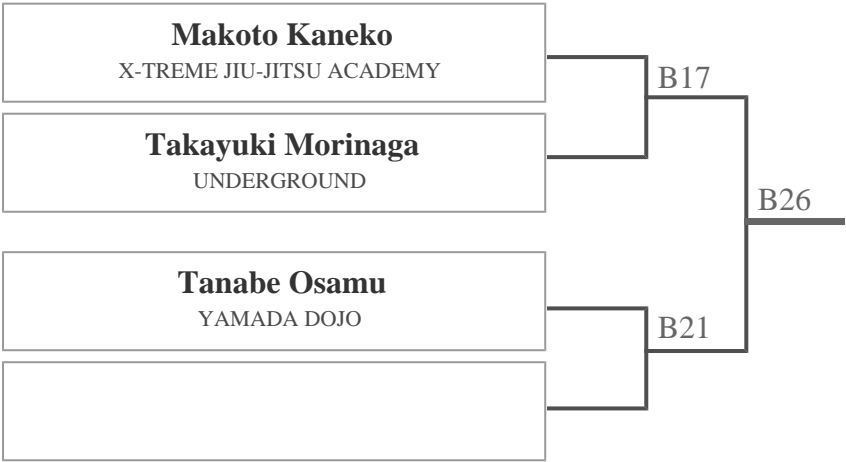 Makoto Kaneko
X-TREME JIU-JITSU ACADEMY
B17
Takayuki Morinaga
UNDERGROUND
B26
Tanabe Osamu
YAMADA DOJO
B21